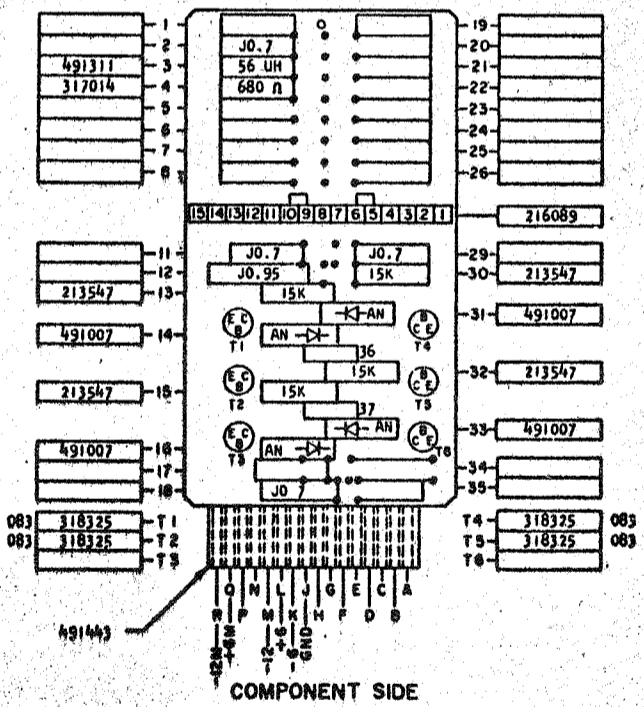 1 19
2 J0.7 20
491311 3 56 UH 21
317014 4 680 Ω 22
5 23
6 24
7 25
8 26
15 14 13 12 11 10 9 8 7 6 5 4 3 2 1 216089
11 J0.7 J0.7 29
12 J0.95 15K 30 213547
213547 13 15K
AN 31 491007
491007 14 E C B AN B C E
T1 T4
36
15K 32 213547
213547 15 E C B 15K B C E
T2 T5
37
AN 33 491007
491007 16 E C B AN B C E
T3 T6
17 34
18 J0 7 35
083 318325 T1 T4 318325 083
083 318325 T2 T5 318325 083
T3 T6
R Q P N M L K J H G F E D C B A
491443 -12M +6M -12 +6 -6 GND
COMPONENT SIDE